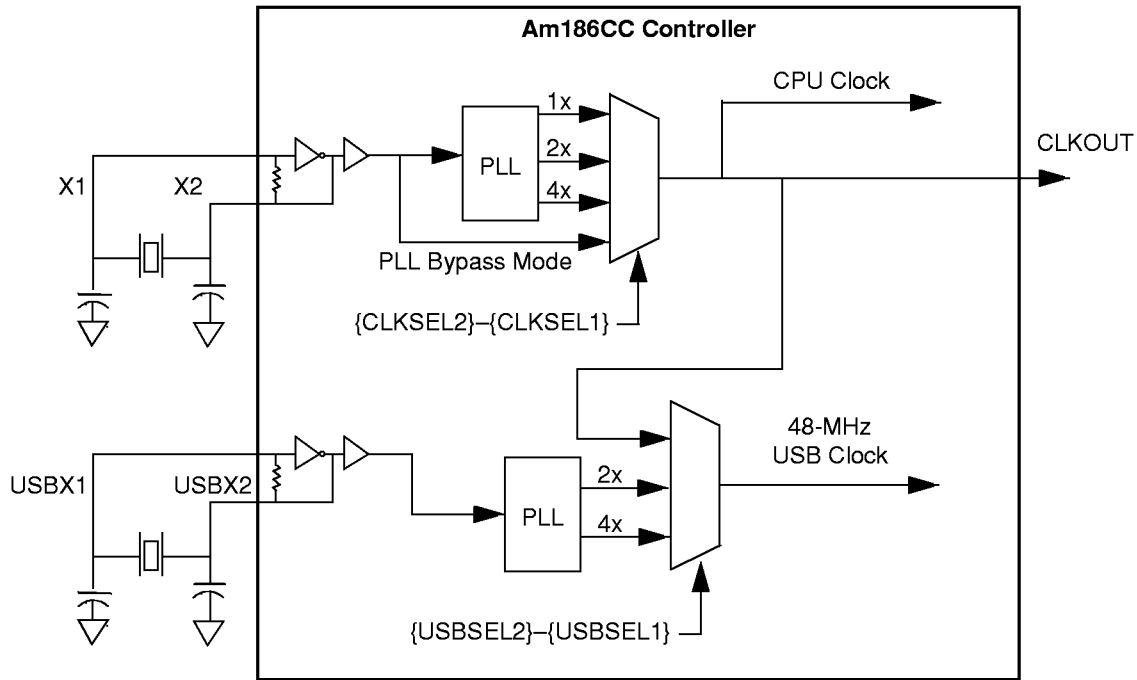 Am186CC Controller
CPU Clock
CLKOUT
1x
2x
4x
PLL
X1
X2
PLL Bypass Mode
{CLKSEL2}–{CLKSEL1}
48-MHz
USB Clock
USBX1
USBX2
2x
4x
PLL
{USBSEL2}–{USBSEL1}